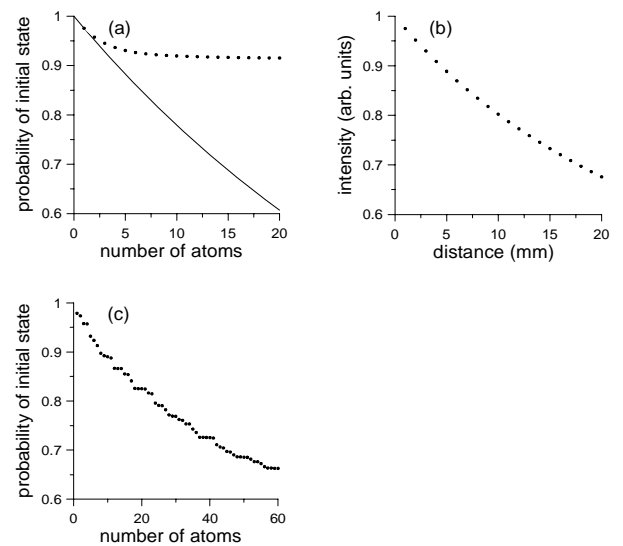 (a)
probability of initial state
1
0.9
0.8
0.7
0.6
0 5 10 15 20
number of atoms
(b)
intensity (arb. units)
1
0.9
0.8
0.7
0.6
0 5 10 15 20
distance (mm)
(c)
probability of initial state
1
0.9
0.8
0.7
0.6
0 20 40 60
number of atoms